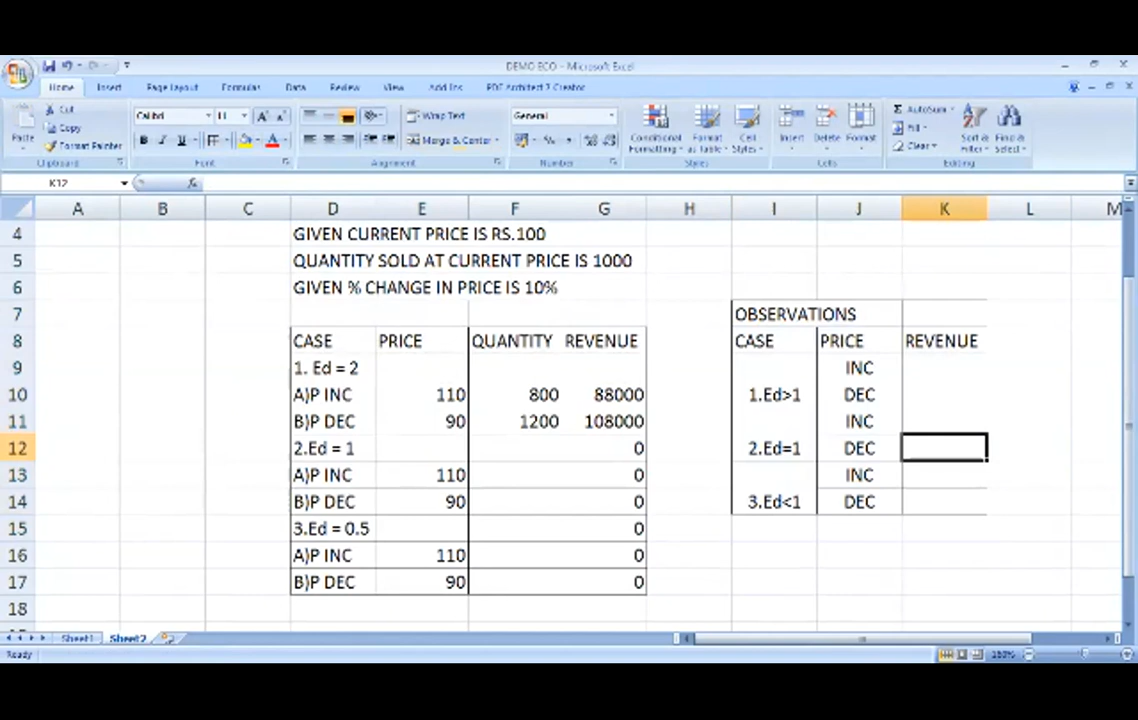 DEMO ECO - Microsoft Excel
Home Insert Page Layout Formulas Data Review View Add Ins PDF Architect 7 Creator
Cut
Copy
Format Painter
Paste
Clipboard
Calibri 11
B I U
Font
Wrap Text
Merge & Center
Alignment
General
Number
Conditional Formatting
Format as Table
Cell Styles
Styles
Insert Delete Format
Cells
AutoSum
Fill
Clear
Sort & Filter
Find & Select
Editing
K12 fx
A B C D E F G H I J K L M
4 GIVEN CURRENT PRICE IS RS.100
5 QUANTITY SOLD AT CURRENT PRICE IS 1000
6 GIVEN % CHANGE IN PRICE IS 10%
7 OBSERVATIONS
8 CASE PRICE QUANTITY REVENUE CASE PRICE REVENUE
9 1. Ed = 2 INC
10 A)P INC 110 800 88000 1.Ed>1 DEC
11 B)P DEC 90 1200 108000 INC
12 2.Ed = 1 0 2.Ed=1 DEC
13 A)P INC 110 0 INC
14 B)P DEC 90 0 3.Ed<1 DEC
15 3.Ed = 0.5 0
16 A)P INC 110 0
17 B)P DEC 90 0
18
Sheet1 Sheet2
Ready